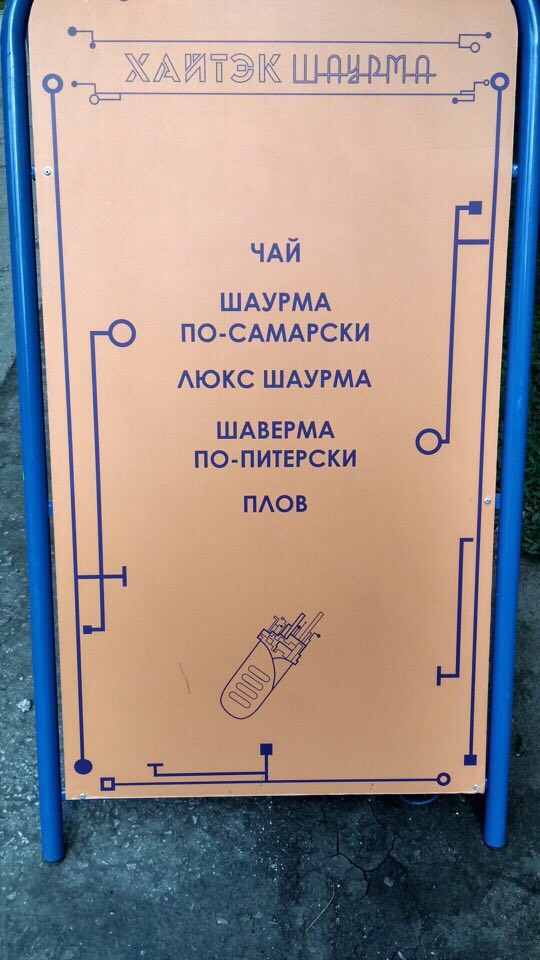 ХАЙТЭК ШАУРМА
ЧАЙ
ШАУРМА
ПО-САМАРСКИ
ЛЮКС ШАУРМА
ШАВЕРМА
ПО-ПИТЕРСКИ
ПЛОВ